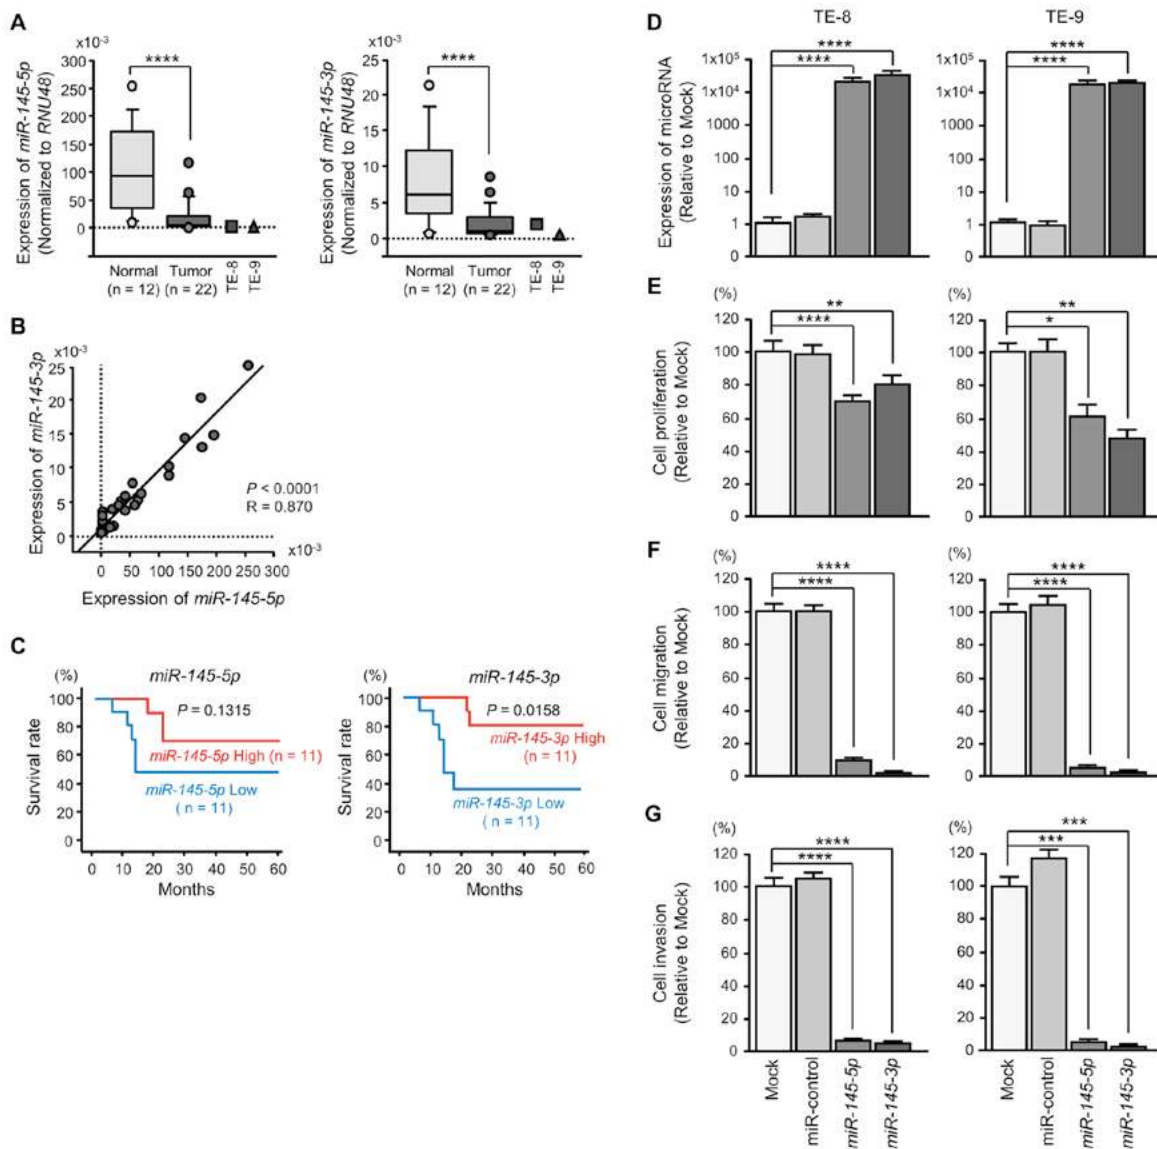 A
×10⁻³
300
250
200
150
100
50
0
Expression of miR-145-5p
(Normalized to RNU48)
****
Normal
(n = 12)
Tumor
(n = 22)
TE-8
TE-9
×10⁻³
25
20
15
10
5
0
Expression of miR-145-3p
(Normalized to RNU48)
****
Normal
(n = 12)
Tumor
(n = 22)
TE-8
TE-9
B
×10⁻³
25
20
15
10
5
0
Expression of miR-145-3p
P < 0.0001
R = 0.870
×10⁻³
0 50 100 150 200 250 300
Expression of miR-145-5p
C
(%)
miR-145-5p
100
80
60
40
20
0
Survival rate
P = 0.1315
miR-145-5p High (n = 11)
miR-145-5p Low
( n = 11)
0 10 20 30 40 50 60
Months
(%)
miR-145-3p
100
80
60
40
20
0
Survival rate
P = 0.0158
miR-145-3p High
(n = 11)
miR-145-3p Low
( n = 11)
0 10 20 30 40 50 60
Months
D
TE-8
TE-9
Expression of microRNA
(Relative to Mock)
1×10⁵
1×10⁴
1000
100
10
1
0
****
****
1×10⁵
1×10⁴
1000
100
10
1
0
****
****
E
Cell proliferation
(Relative to Mock)
(%)
120
100
80
60
40
20
0
**
****
(%)
120
100
80
60
40
20
0
**
*
F
Cell migration
(Relative to Mock)
(%)
120
100
80
60
40
20
0
****
****
(%)
120
100
80
60
40
20
0
****
****
G
Cell invasion
(Relative to Mock)
(%)
120
100
80
60
40
20
0
****
****
Mock
miR-control
miR-145-5p
miR-145-3p
(%)
120
100
80
60
40
20
0
***
***
Mock
miR-control
miR-145-5p
miR-145-3p